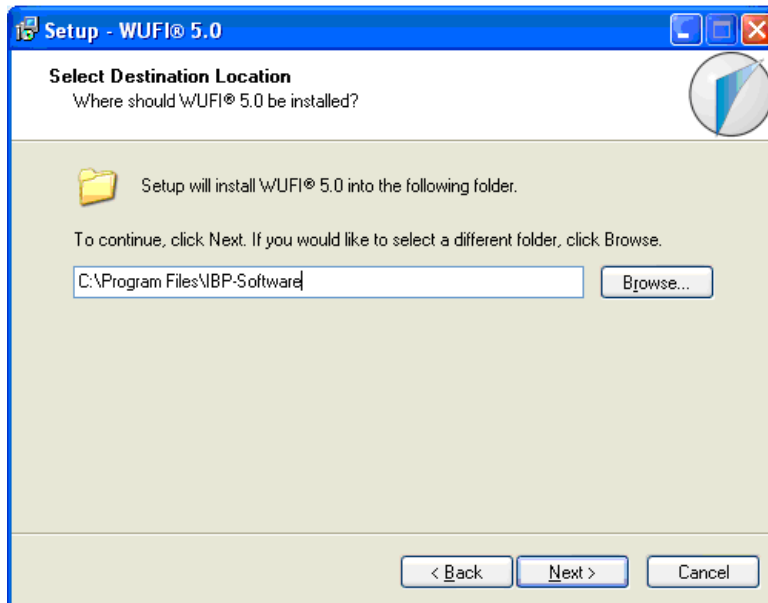 Setup - WUFI® 5.0
Select Destination Location
Where should WUFI® 5.0 be installed?
Setup will install WUFI® 5.0 into the following folder.
To continue, click Next. If you would like to select a different folder, click Browse.
C:\Program Files\IBP-Software
Browse...
< Back
Next >
Cancel